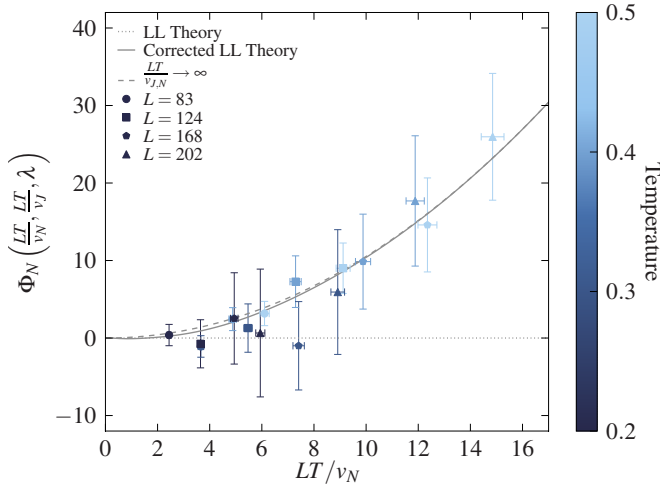 LL Theory
Corrected LL Theory
LT/v_{J,N} → ∞
L = 83
L = 124
L = 168
L = 202
40
30
20
10
0
−10
Φ_N (LT/v_N, LT/v_J, λ)
0 2 4 6 8 10 12 14 16
LT/v_N
0.5
0.4
0.3
0.2
Temperature